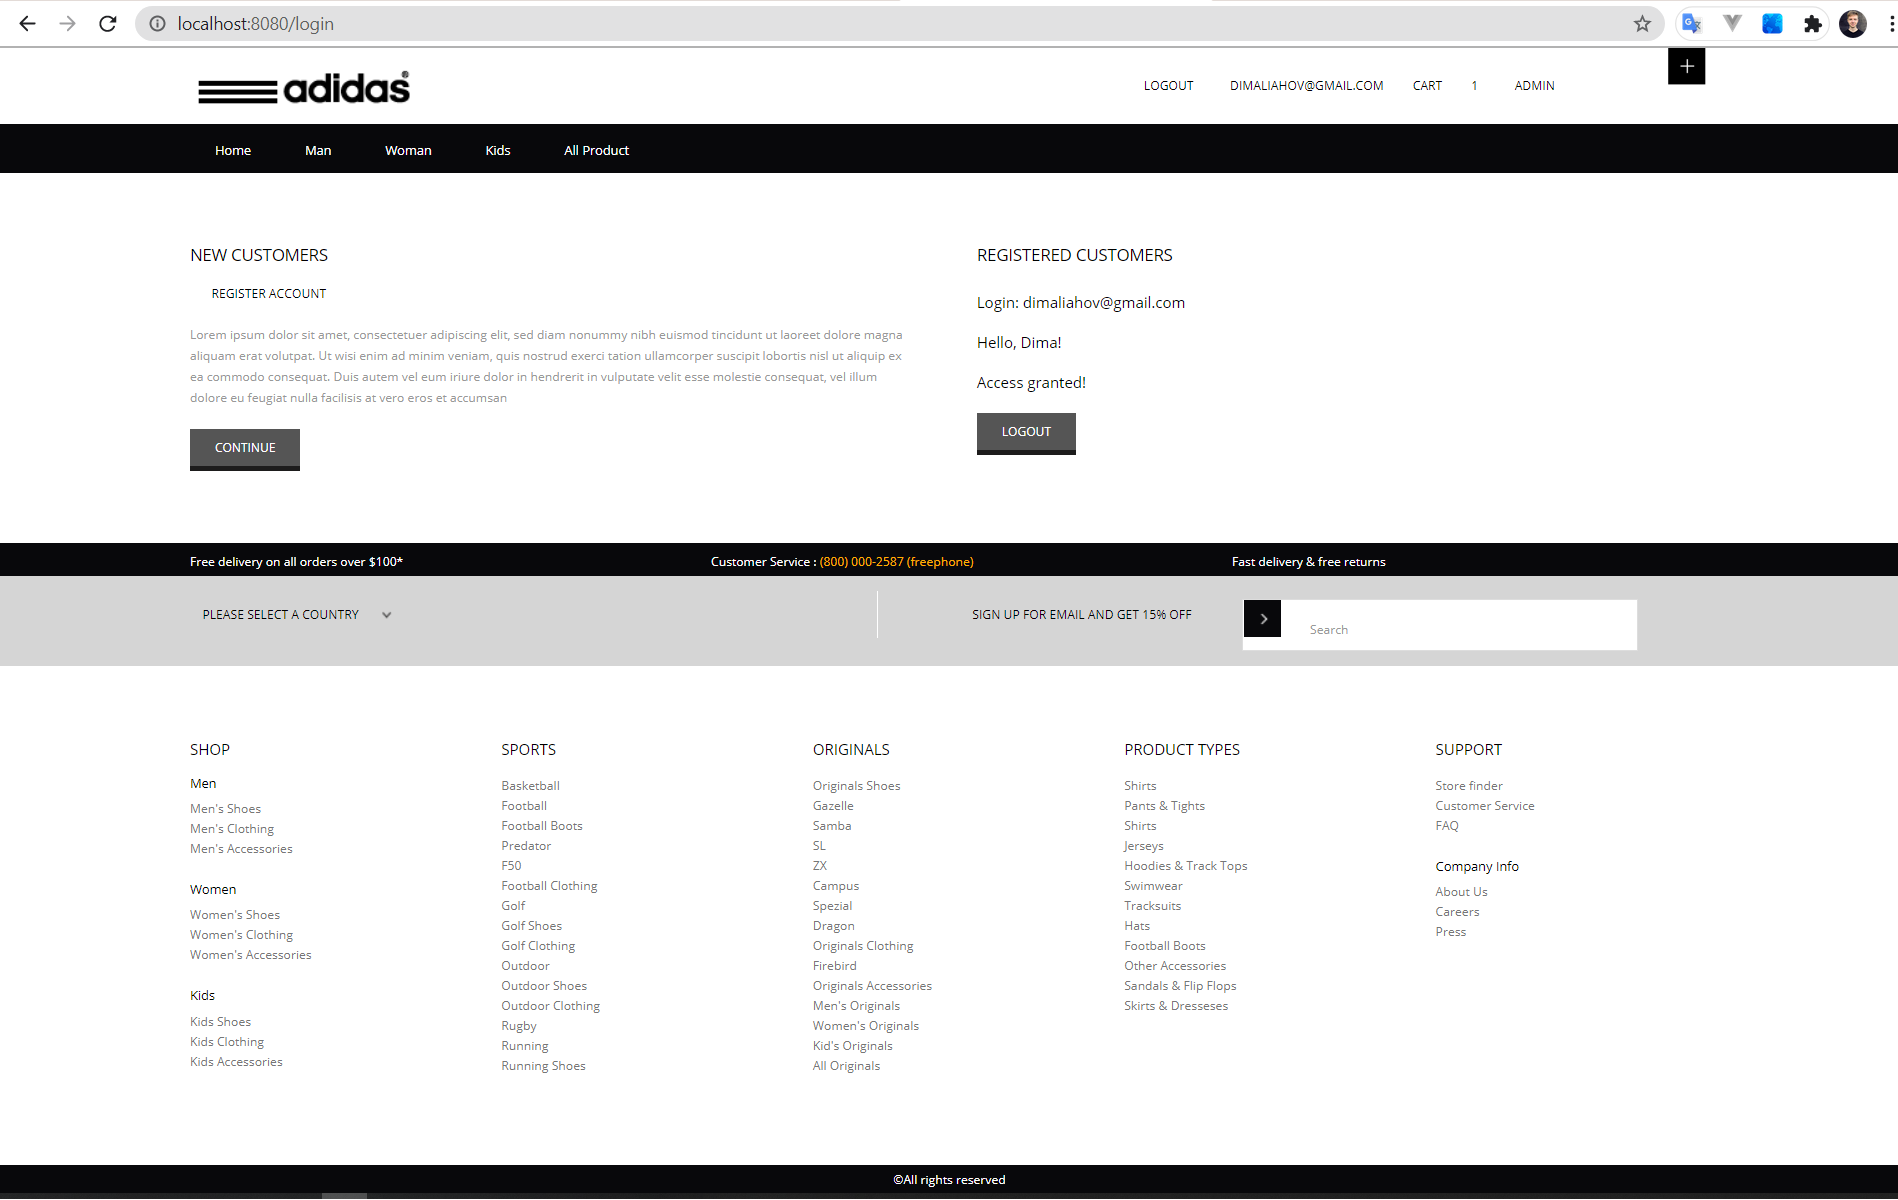 localhost:8080/login
adidas®
LOGOUT DIMALIAHOV@GMAIL.COM CART 1 ADMIN
Home Man Woman Kids All Product
NEW CUSTOMERS
REGISTER ACCOUNT
Lorem ipsum dolor sit amet, consectetuer adipiscing elit, sed diam nonummy nibh euismod tincidunt ut laoreet dolore magna
aliquam erat volutpat. Ut wisi enim ad minim veniam, quis nostrud exerci tation ullamcorper suscipit lobortis nisl ut aliquip ex
ea commodo consequat. Duis autem vel eum iriure dolor in hendrerit in vulputate velit esse molestie consequat, vel illum
dolore eu feugiat nulla facilisis at vero eros et accumsan
CONTINUE
REGISTERED CUSTOMERS
Login: dimaliahov@gmail.com
Hello, Dima!
Access granted!
LOGOUT
Free delivery on all orders over $100*
Customer Service : (800) 000-2587 (freephone)
Fast delivery & free returns
PLEASE SELECT A COUNTRY
SIGN UP FOR EMAIL AND GET 15% OFF
Search
SHOP
Men
Men's Shoes
Men's Clothing
Men's Accessories
Women
Women's Shoes
Women's Clothing
Women's Accessories
Kids
Kids Shoes
Kids Clothing
Kids Accessories
SPORTS
Basketball
Football
Football Boots
Predator
F50
Football Clothing
Golf
Golf Shoes
Golf Clothing
Outdoor
Outdoor Shoes
Outdoor Clothing
Rugby
Running
Running Shoes
ORIGINALS
Originals Shoes
Gazelle
Samba
SL
ZX
Campus
Spezial
Dragon
Originals Clothing
Firebird
Originals Accessories
Men's Originals
Women's Originals
Kid's Originals
All Originals
PRODUCT TYPES
Shirts
Pants & Tights
Shirts
Jerseys
Hoodies & Track Tops
Swimwear
Tracksuits
Hats
Football Boots
Other Accessories
Sandals & Flip Flops
Skirts & Dresseses
SUPPORT
Store finder
Customer Service
FAQ
Company Info
About Us
Careers
Press
©All rights reserved